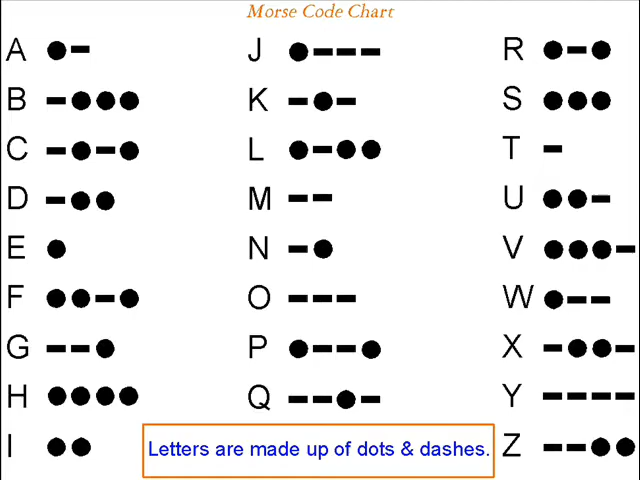 Morse Code Chart
A ●- J ●--- R ●-●
B -●●● K -●- S ●●●
C -●-● L ●-●● T -
D -●● M -- U ●●-
E ● N -● V ●●●-
F ●●-● O --- W ●--
G --● P ●--● X -●●-
H ●●●● Q --●- Y ----
I ●● Letters are made up of dots & dashes. Z --●●